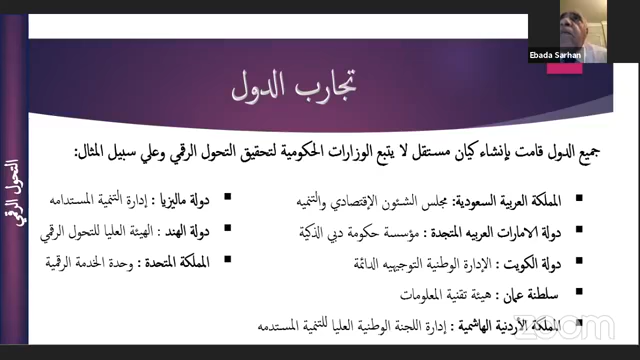 Ebada Sarhan
تجارب الدول
جميع الدول قامت بإنشاء كيان مستقل لا يتبع الوزارات الحكومية لتحقيق التحول الرقمي وعلي سبيل المثال:
المملكة العربية السعودية: مجلس الشئون الإقتصادي والتنميه
دولة الامارات العربيه المتجدة : مؤسسة حكومة دبي الذكية
دولة الكويت : الإدارة الوطنية التوجيهيه الدائمة
سلطنة عمان : هيئة تقنية المعلومات
المملكة الأردنية الهاشمية : إدارة اللجنة الوطنية العليا للتنمية المستدمه
دولة ماليزيا : إدارة التنمية المستدامه
دولة الهند : الهيئة العليا للتحول الرقمي
المملكة المتحدة : وحدة الخدمة الرقمية
التحول الرقمي
zoom